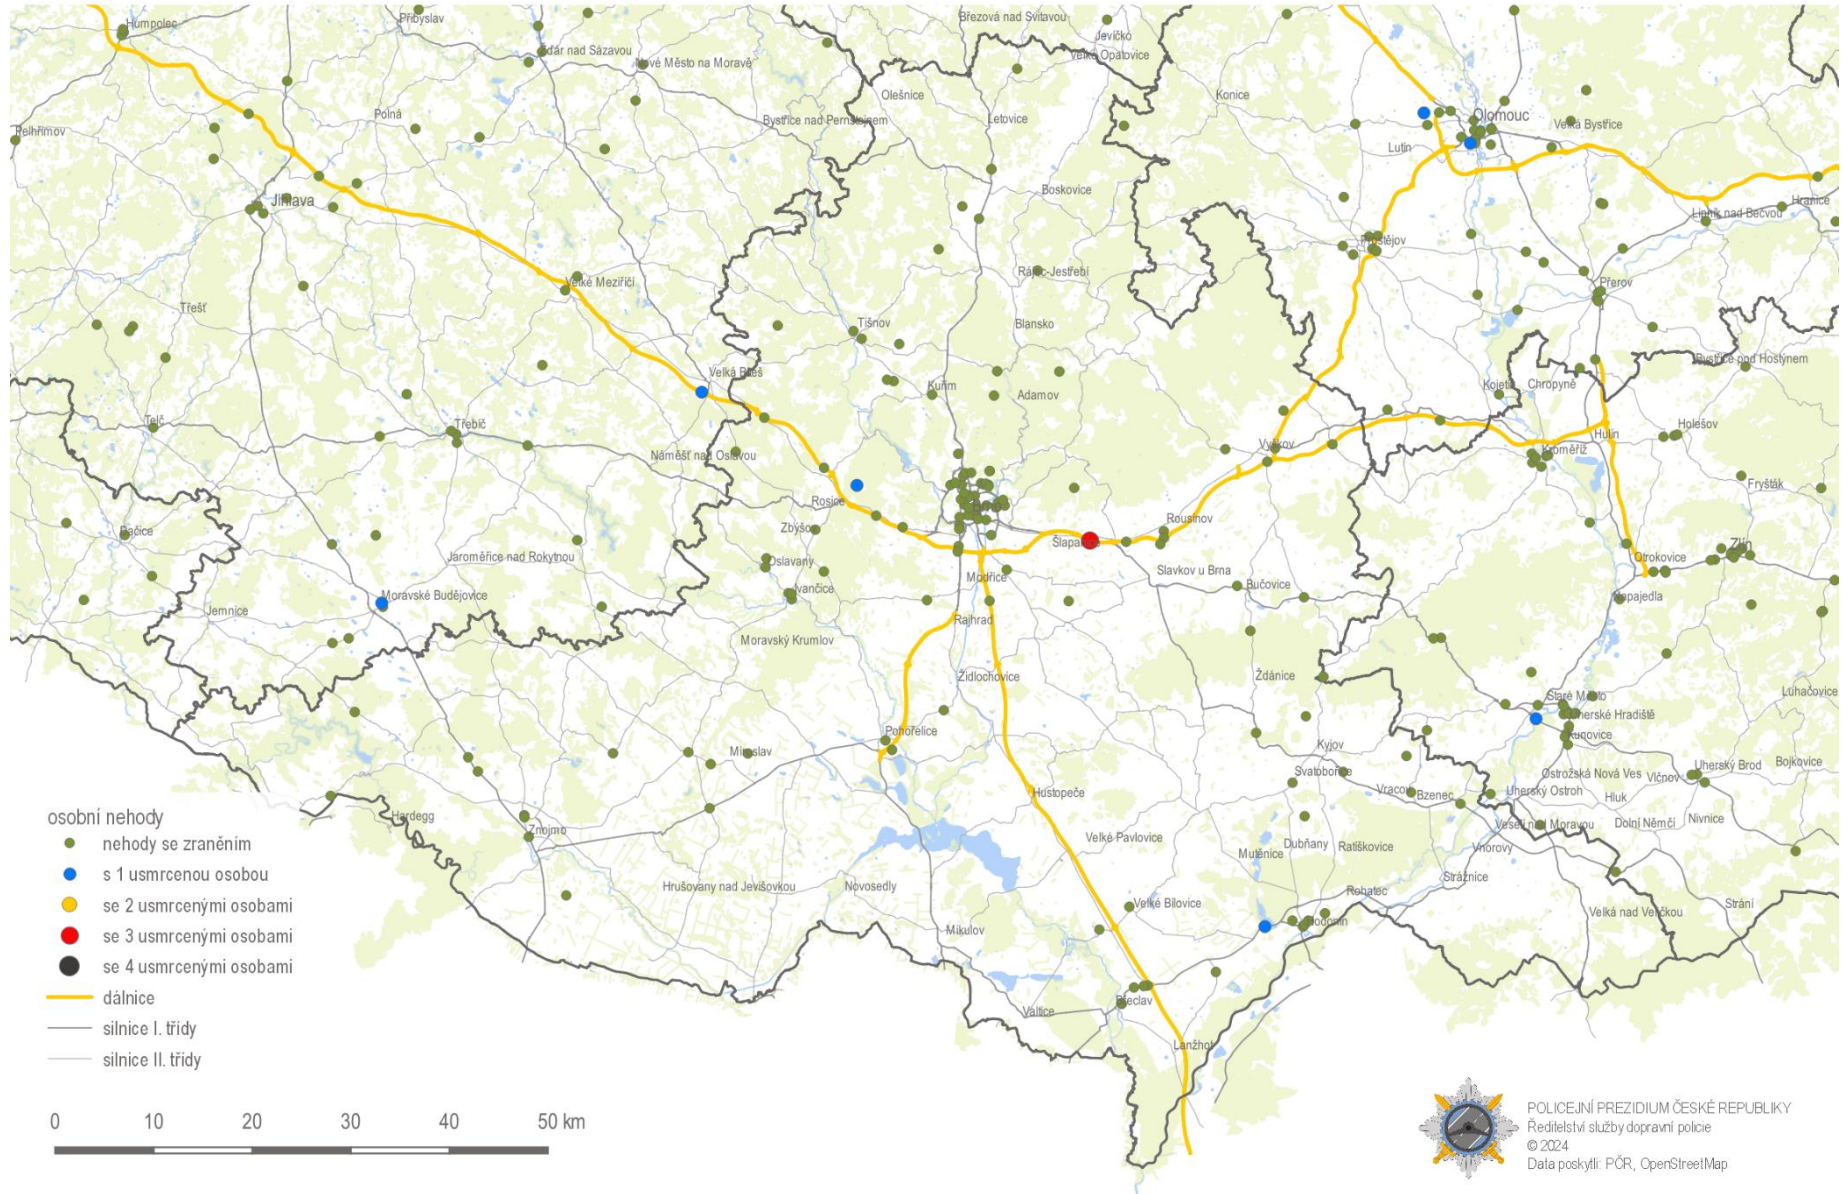 Humpolec
Přibyslav
Březová nad Svitavou
Jevíčko
Žďár nad Sázavou
Nové Město na Moravě
Velké Opatovice
Olešnice
Konice
Polná
Bystřice nad Pernštejnem
Letovice
Olomouc
Velká Bystřice
Pelhřimov
Lutín
Boskovice
Jihlava
Hranice
Lipník nad Bečvou
Prostějov
Rájec-Jestřebí
Velké Meziříčí
Přerov
Třešť
Tišnov
Blansko
Bystřice pod Hostýnem
Velká Bíteš
Kuřim
Adamov
Kojetín
Chropyně
Telč
Třebíč
Holešov
Hulín
Vyškov
Kroměříž
Náměšť nad Oslavou
Fryšták
Rosice
Brno
Rousínov
Zbýšov
Dačice
Šlapanice
Zlín
Jaroměřice nad Rokytnou
Otrokovice
Oslavany
Slavkov u Brna
Modřice
Bučovice
Ivančice
Moravské Budějovice
Napajedla
Jemnice
Rajhrad
Moravský Krumlov
Židlochovice
Ždánice
Luhačovice
Staré Město
Uherské Hradiště
Kunovice
Pohořelice
Miroslav
Kyjov
Bojkovice
Uherský Brod
Svatobořice
Ostrožská Nová Ves
Vlčnov
Vracov
Bzenec
Uherský Ostroh
Hluk
Hustopeče
Hardegg
Nivnice
Dolní Němčí
Veselí nad Moravou
Znojmo
Velké Pavlovice
Dubňany
Ratíškovice
Vnorovy
Mutěnice
Strážnice
Hrušovany nad Jevišovkou
Novosedly
Rohatec
Velké Bílovice
Strání
Velká nad Veličkou
Hodonín
Mikulov
Břeclav
Valtice
Lanžhot
osobní nehody
nehody se zraněním
s 1 usmrcenou osobou
se 2 usmrcenými osobami
se 3 usmrcenými osobami
se 4 usmrcenými osobami
dálnice
silnice I. třídy
silnice II. třídy
0 10 20 30 40 50 km
POLICEJNÍ PREZIDIUM ČESKÉ REPUBLIKY
Ředitelství služby dopravní policie
© 2024
Data poskytli: PČR, OpenStreetMap